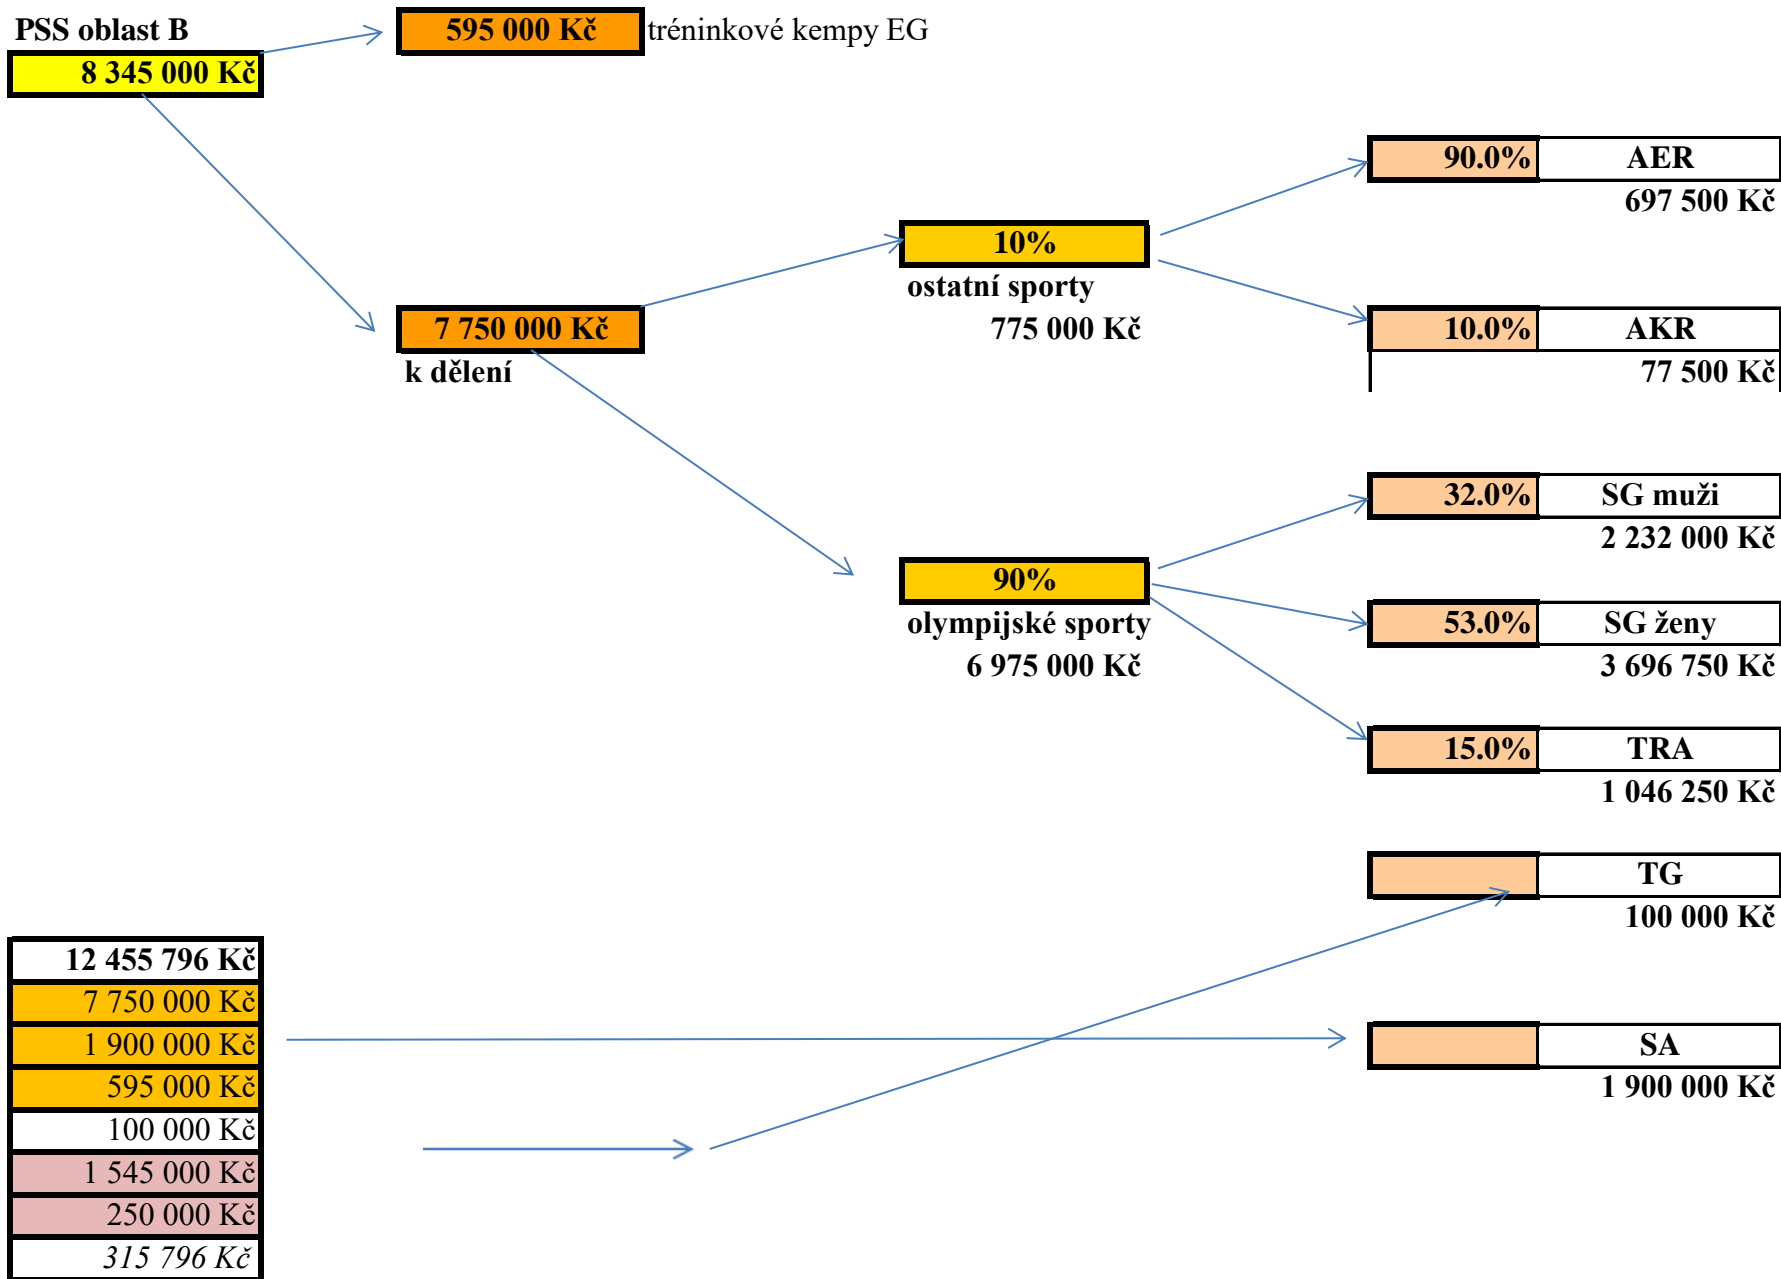 PSS oblast B
595 000 Kč tréninkové kempy EG
8 345 000 Kč
90.0% AER
697 500 Kč
10%
ostatní sporty
775 000 Kč
7 750 000 Kč
k dělení
10.0% AKR
77 500 Kč
32.0% SG muži
2 232 000 Kč
90%
olympijské sporty
6 975 000 Kč
53.0% SG ženy
3 696 750 Kč
15.0% TRA
1 046 250 Kč
TG
100 000 Kč
12 455 796 Kč
7 750 000 Kč
1 900 000 Kč
595 000 Kč
100 000 Kč
1 545 000 Kč
250 000 Kč
315 796 Kč
SA
1 900 000 Kč